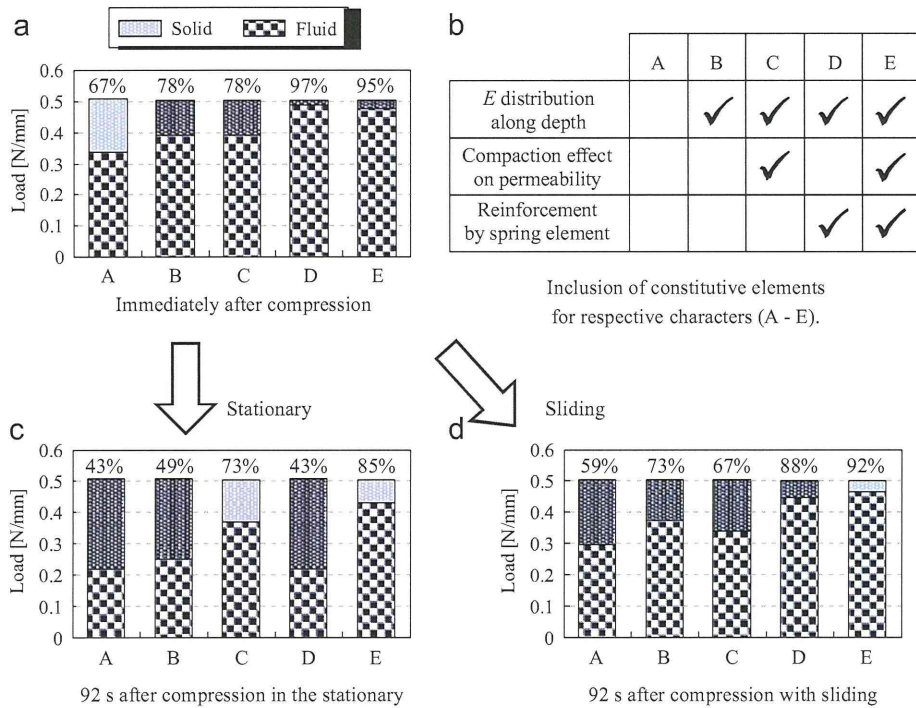 a
Solid
Fluid
67% 78% 78% 97% 95%
0.6
0.5
0.4
0.3
0.2
0.1
0
Load [N/mm]
A B C D E
Immediately after compression
b
A B C D E
E distribution
along depth
Compaction effect
on permeability
Reinforcement
by spring element
Inclusion of constitutive elements
for respective characters (A - E).
Stationary
Sliding
c
43% 49% 73% 43% 85%
0.6
0.5
0.4
0.3
0.2
0.1
0
Load [N/mm]
A B C D E
92 s after compression in the stationary
d
59% 73% 67% 88% 92%
0.6
0.5
0.4
0.3
0.2
0.1
0
Load [N/mm]
A B C D E
92 s after compression with sliding